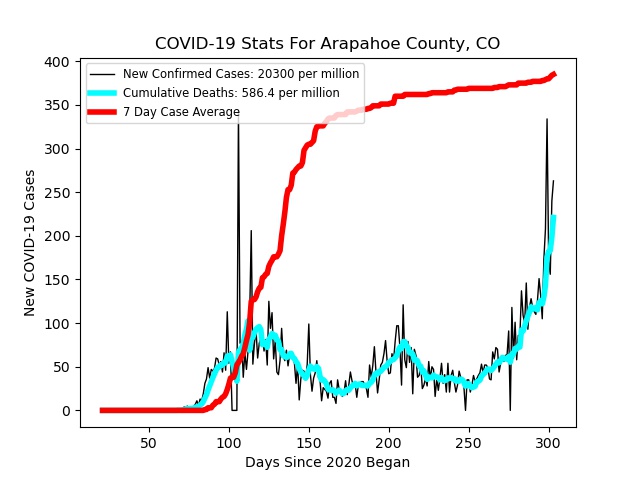 COVID-19 Stats For Arapahoe County, CO
New Confirmed Cases: 20300 per million
Cumulative Deaths: 586.4 per million
7 Day Case Average
New COVID-19 Cases
400
350
300
250
200
150
100
50
0
50 100 150 200 250 300
Days Since 2020 Began